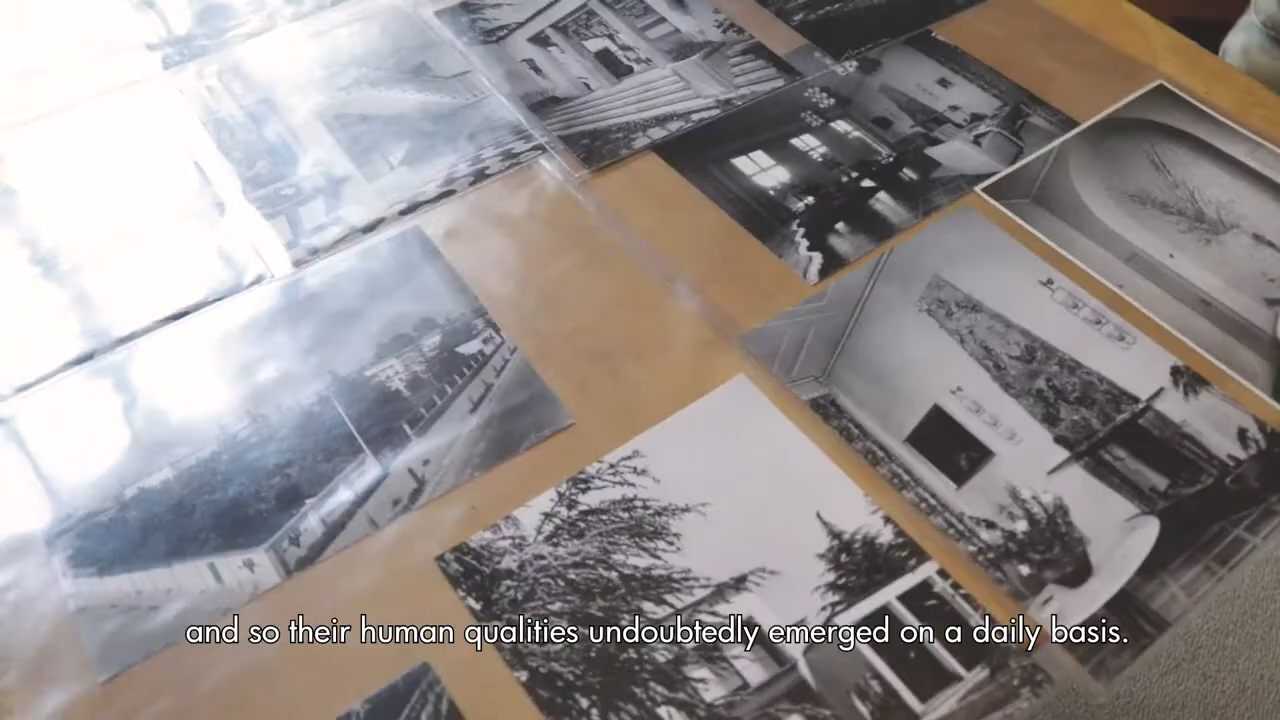 and so their human qualities undoubtedly emerged on a daily basis.